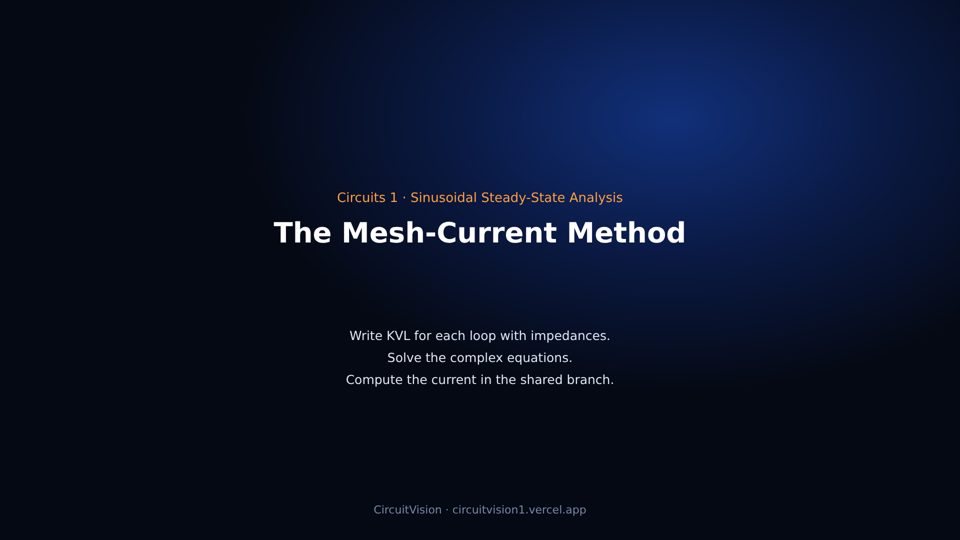 Circuits 1 · Sinusoidal Steady-State Analysis
The Mesh-Current Method
Write KVL for each loop with impedances.
Solve the complex equations.
Compute the current in the shared branch.
CircuitVision · circuitvision1.vercel.app